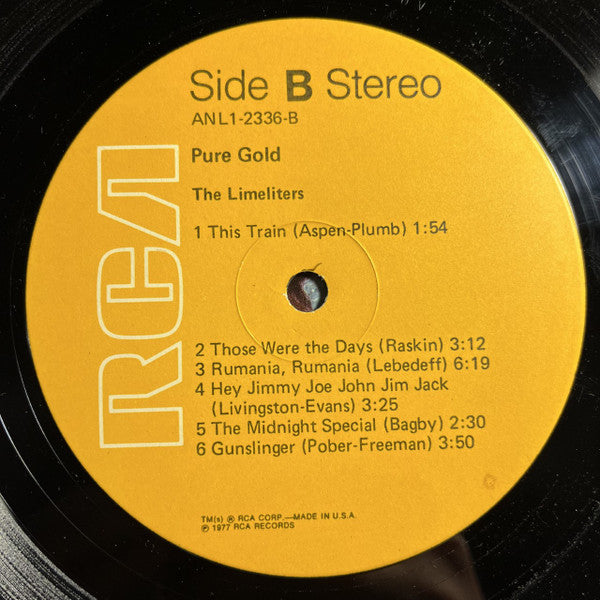 Side B Stereo
ANL1-2336-B
Pure Gold
The Limeliters
1 This Train (Aspen-Plumb) 1:54
RCA
2 Those Were the Days (Raskin) 3:12
3 Rumania, Rumania (Lebedeff) 6:19
4 Hey Jimmy Joe John Jim Jack
(Livingston-Evans) 3:25
5 The Midnight Special (Bagby) 2:30
6 Gunslinger (Pober-Freeman) 3:50
TM(s) ® RCA CORP.—MADE IN U.S.A.
℗ 1977 RCA RECORDS